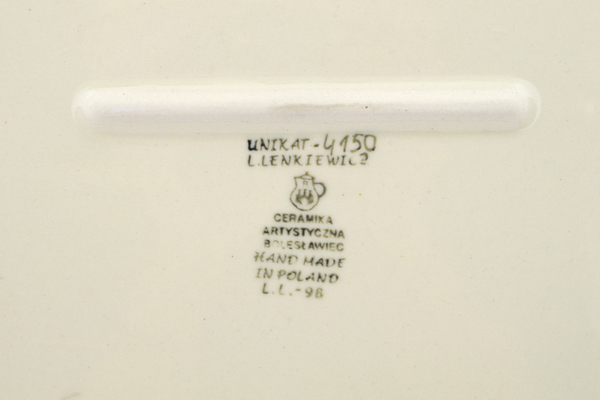 UNIKAT-4150
L.LENKIEWICZ
CERAMIKA
ARTYSTYCZNA
BOLESŁAWIEC
HAND MADE
IN POLAND
L.L.-98